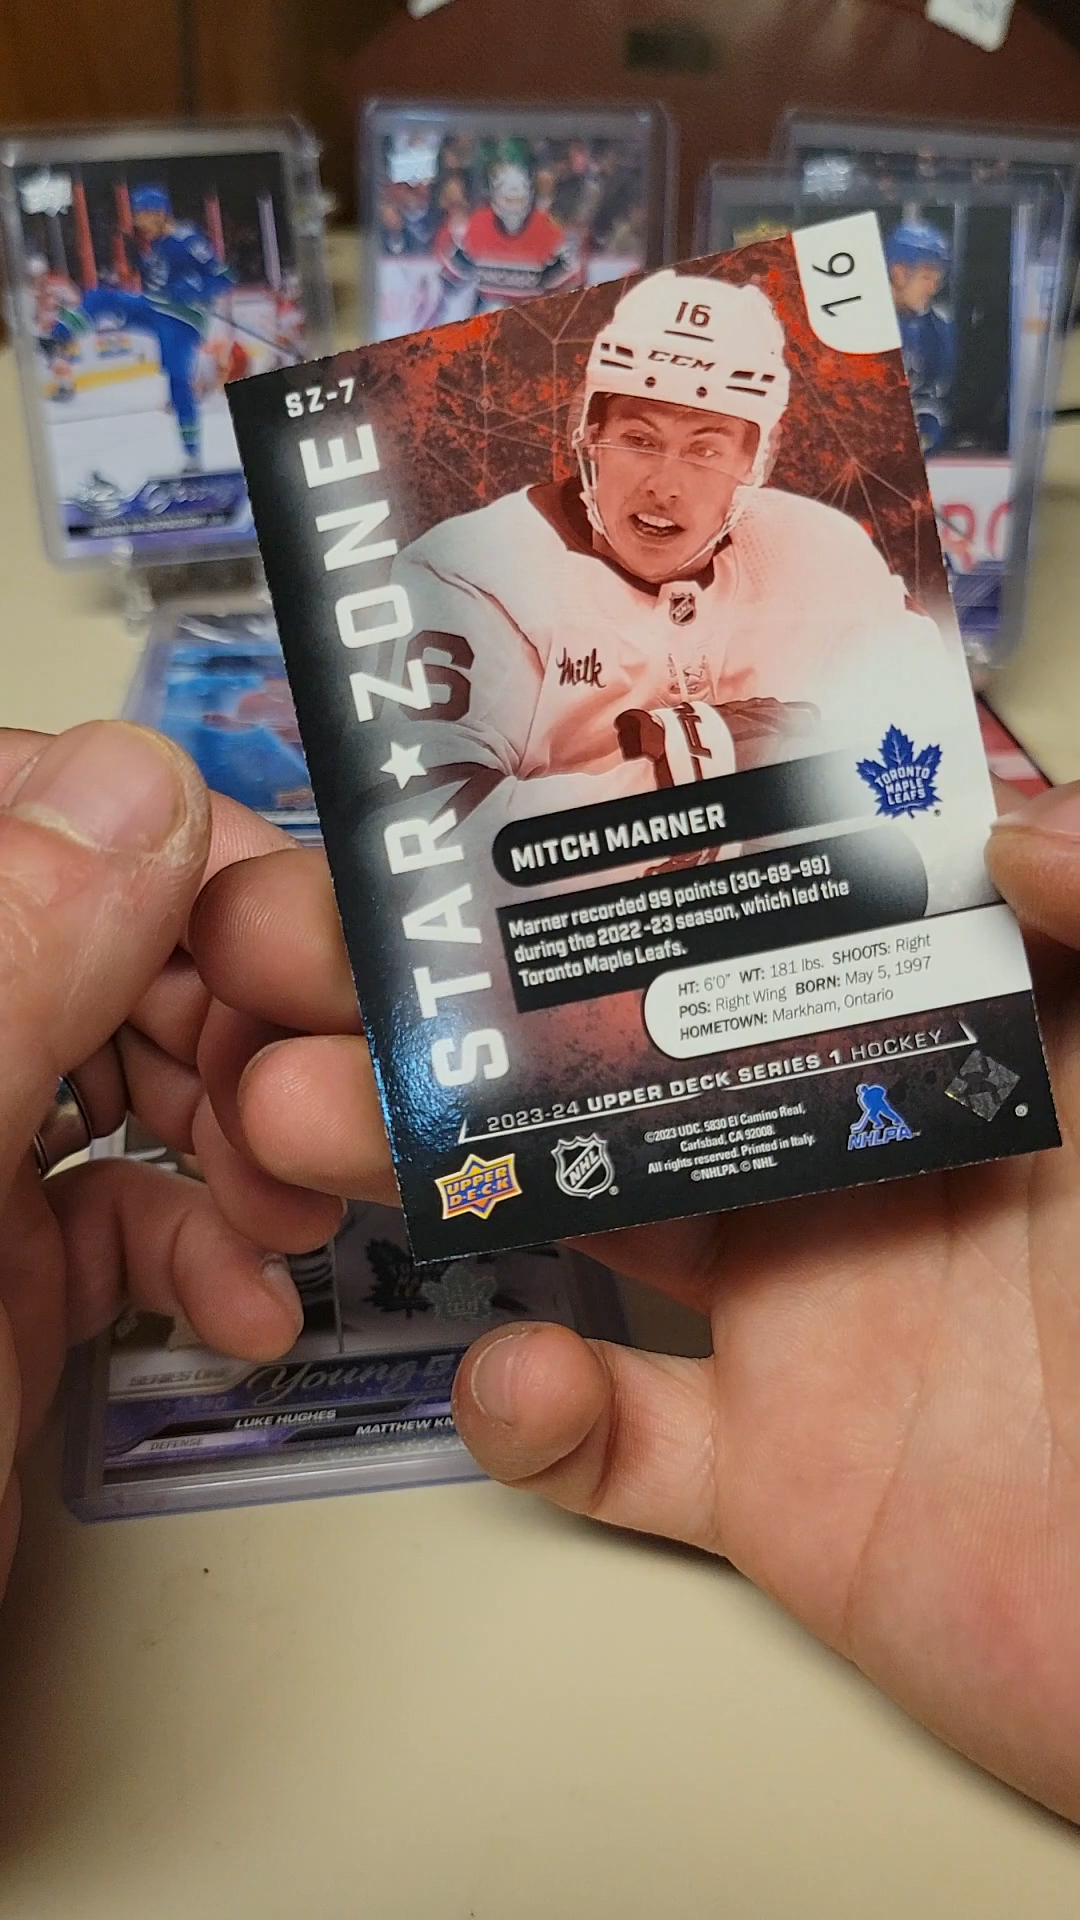 16
SZ-7
STAR★ZONE
16
CCM
Milk
TORONTO
MAPLE
LEAFS
MITCH MARNER
Marner recorded 99 points (30-69-99)
during the 2022-23 season, which led the
Toronto Maple Leafs.
HT: 6'0" WT: 181 lbs. SHOOTS: Right
POS: Right Wing BORN: May 5, 1997
HOMETOWN: Markham, Ontario
2023-24 UPPER DECK SERIES 1 HOCKEY
©2023 UDC. 5830 El Camino Real,
Carlsbad, CA 92008.
All rights reserved. Printed in Italy.
©NHLPA. © NHL.
UPPER
D·E·C·K
NHL
NHLPA
Young
LUKE HUGHES
DEFENSE
MATTHEW KN